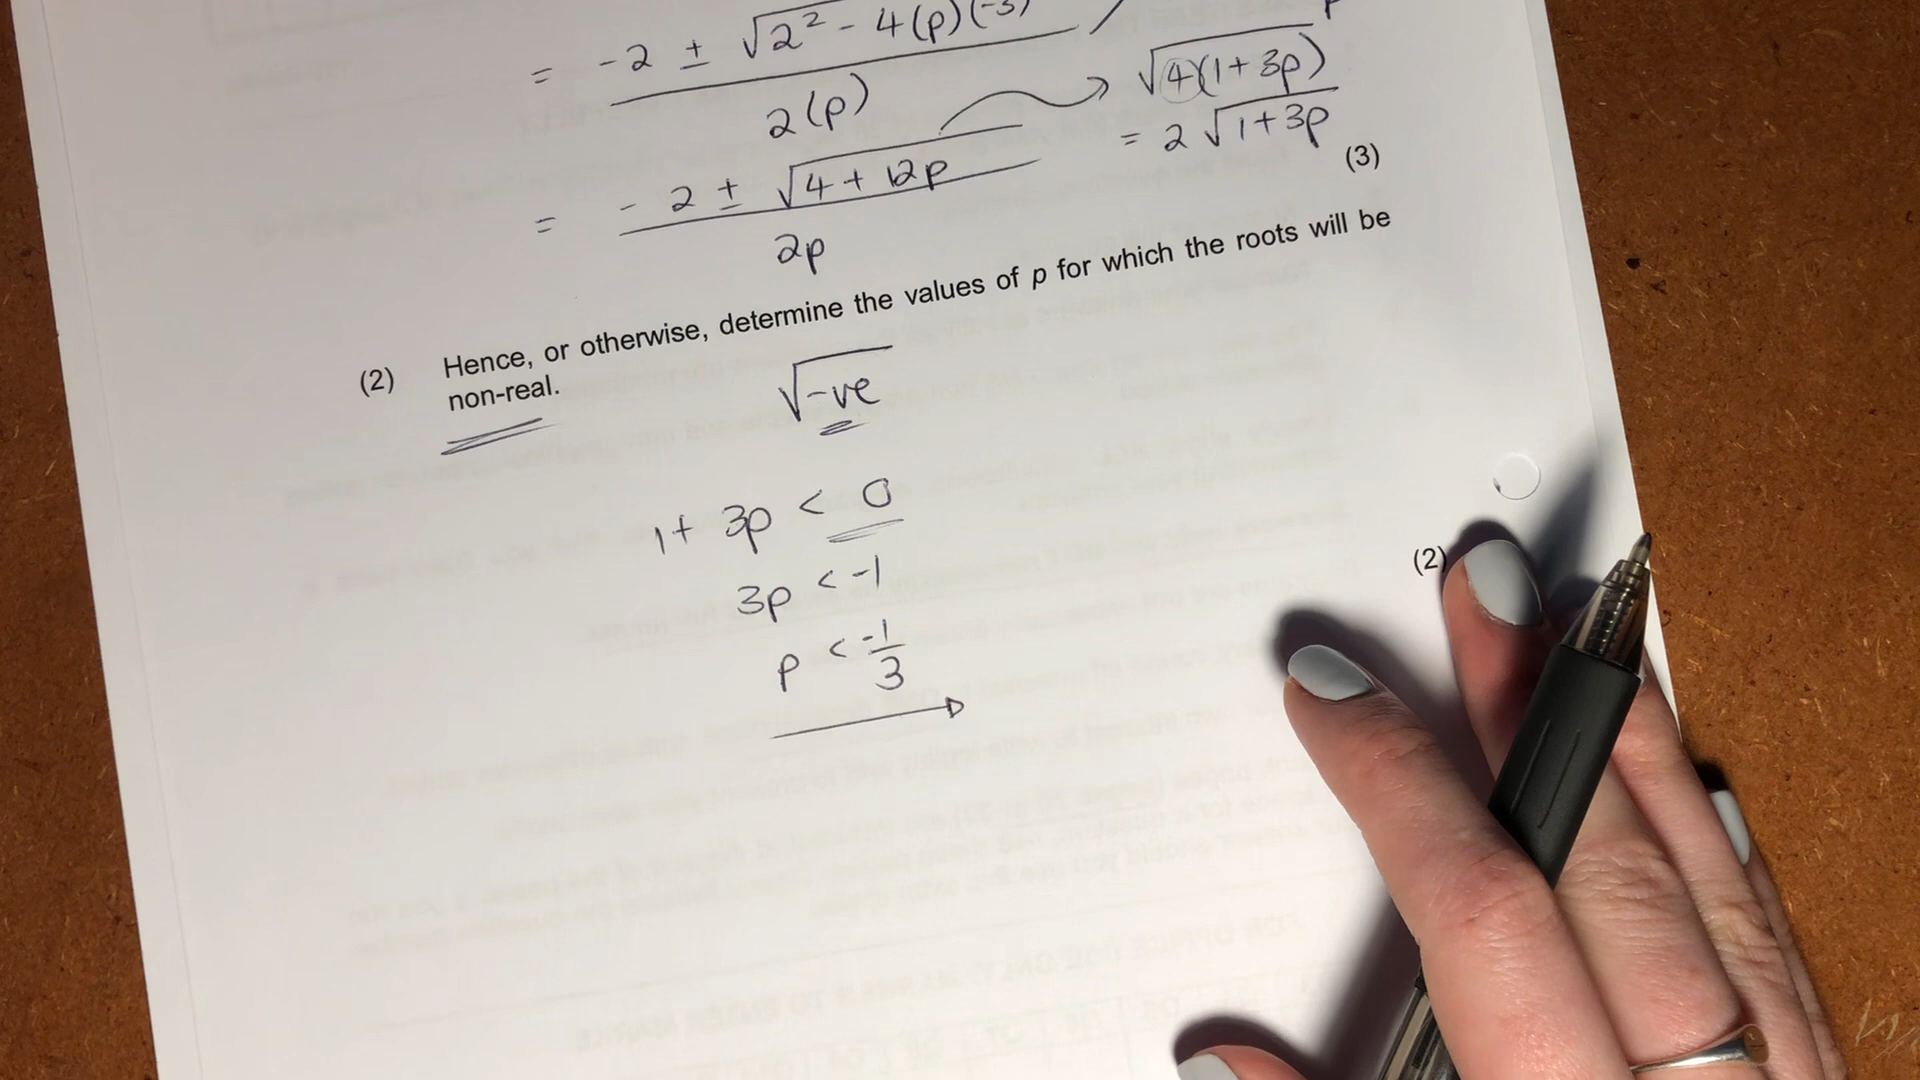 = -2 ± √2² - 4(p)(-3)
2(p)
√4(1+3p)
= 2√1+3p
= -2 ± √4 + 12p
2p
(3)
(2) Hence, or otherwise, determine the values of p for which the roots will be
non-real.
√-ve
1 + 3p < 0
3p < -1
p < -1/3
(2)